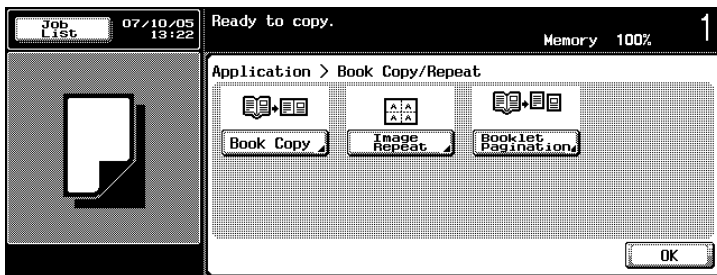 Job
List
07/10/05
13:22
Ready to copy.
Memory 100%
1
Application > Book Copy/Repeat
A A
A A
Book Copy
Image
Repeat
Booklet
Pagination
OK